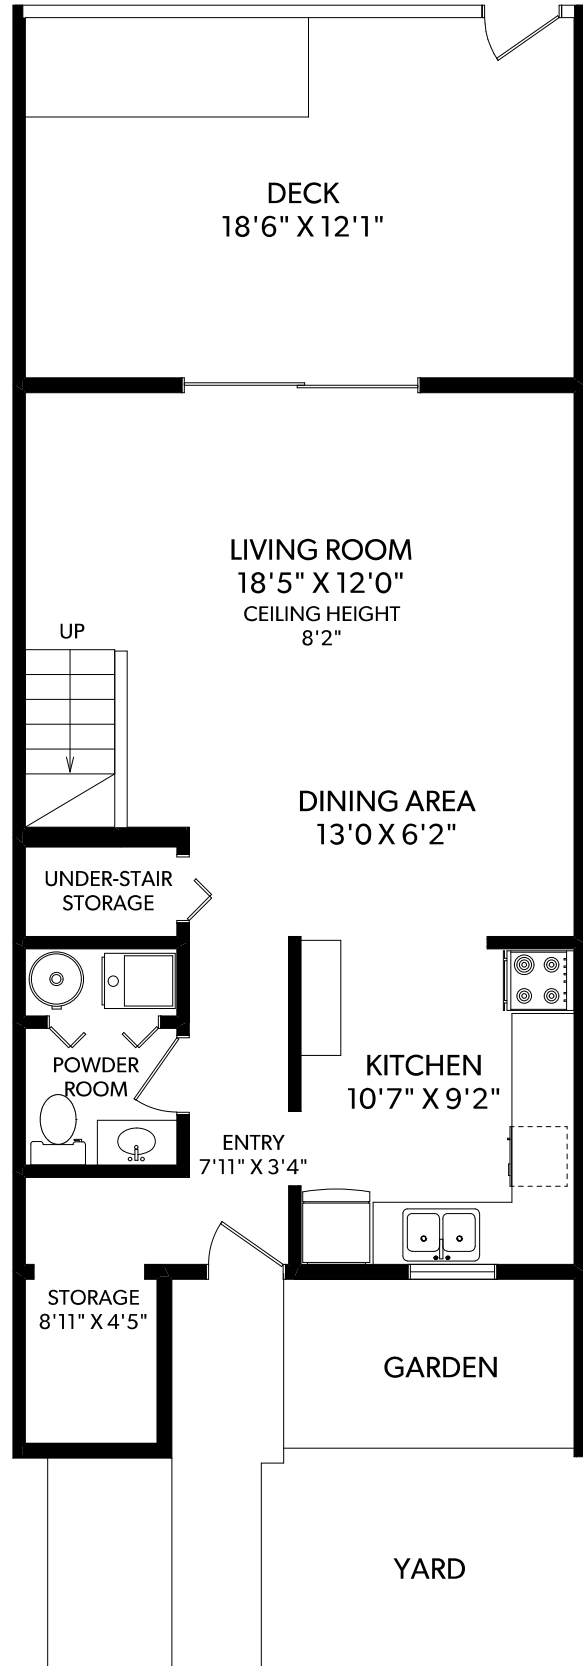 DECK
18'6" X 12'1"
LIVING ROOM
18'5" X 12'0"
CEILING HEIGHT
8'2"
UP
DINING AREA
13'0 X 6'2"
UNDER-STAIR
STORAGE
POWDER
ROOM
KITCHEN
10'7" X 9'2"
ENTRY
7'11" X 3'4"
STORAGE
8'11" X 4'5"
GARDEN
YARD